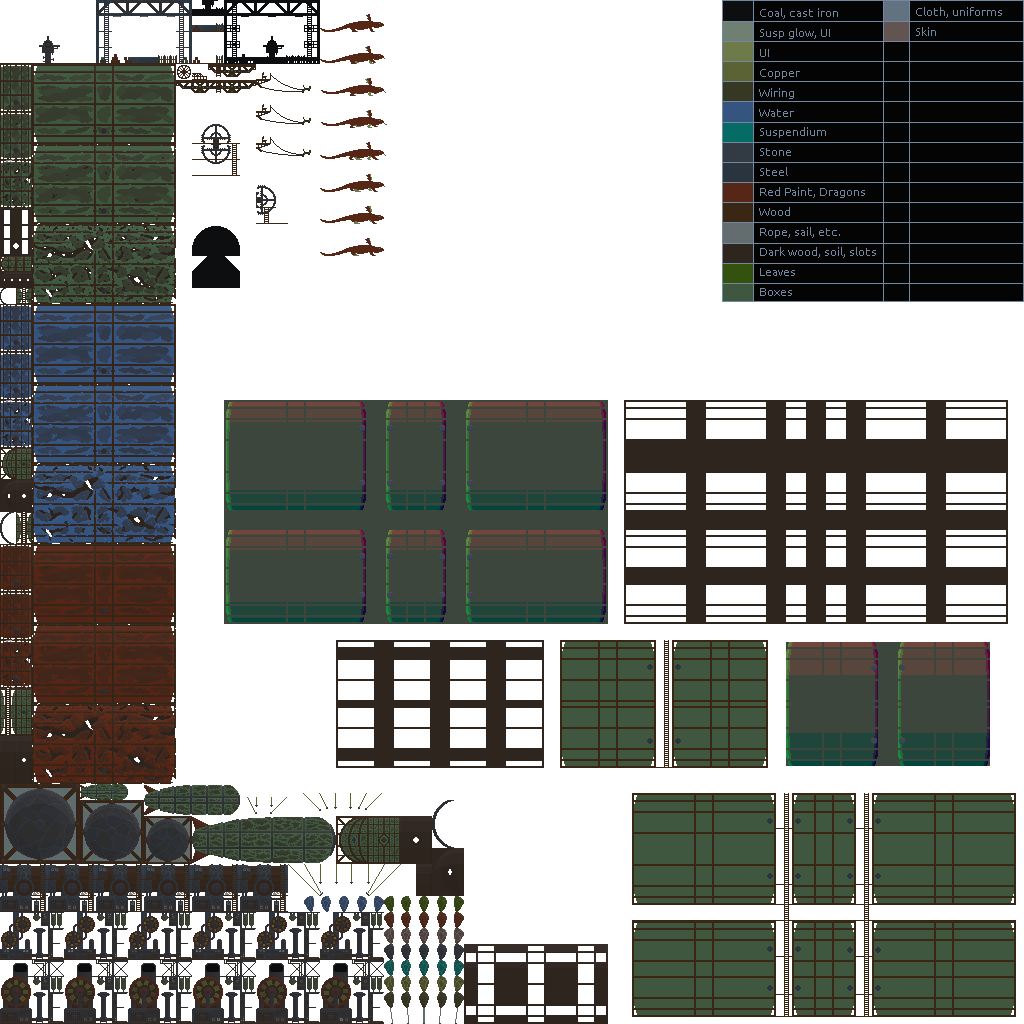 Coal, cast iron
Cloth, uniforms
Susp glow, UI
Skin
UI
Copper
Wiring
Water
Suspendium
Stone
Steel
Red Paint, Dragons
Wood
Rope, sail, etc.
Dark wood, soil, slots
Leaves
Boxes